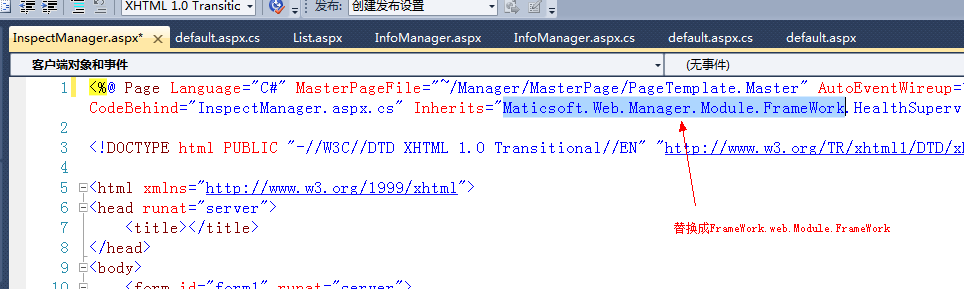 XHTML 1.0 Transitic
发布: 创建发布设置
InspectManager.aspx* default.aspx.cs List.aspx InfoManager.aspx InfoManager.aspx.cs default.aspx.cs default.aspx
客户端对象和事件 (无事件)
1 <%@ Page Language="C#" MasterPageFile="~/Manager/MasterPage/PageTemplate.Master" AutoEventWireup=
CodeBehind="InspectManager.aspx.cs" Inherits="Maticsoft.Web.Manager.Module.FrameWork.HealthSuperv
2
3 <!DOCTYPE html PUBLIC "-//W3C//DTD XHTML 1.0 Transitional//EN" "http://www.w3.org/TR/xhtml1/DTD/xh
4
5 <html xmlns="http://www.w3.org/1999/xhtml">
6 <head runat="server">
7 <title></title>
替换成FrameWork.web.Module.FrameWork
8 </head>
9 <body>
10 <form id="form1" runat="server">